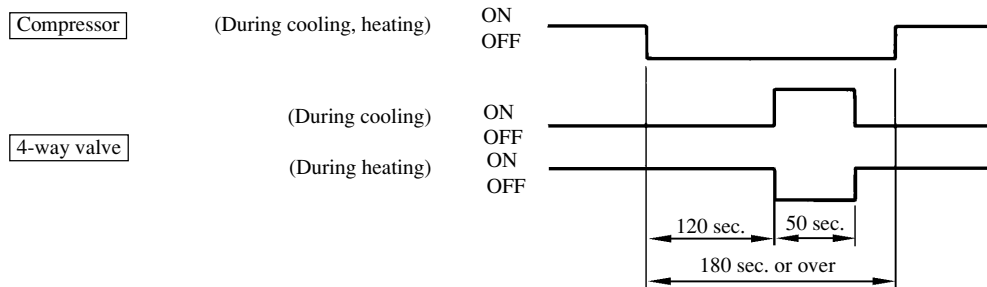 Compressor (During cooling, heating) ON
OFF
(During cooling) ON
OFF
4-way valve
(During heating) ON
OFF
120 sec. 50 sec.
180 sec. or over